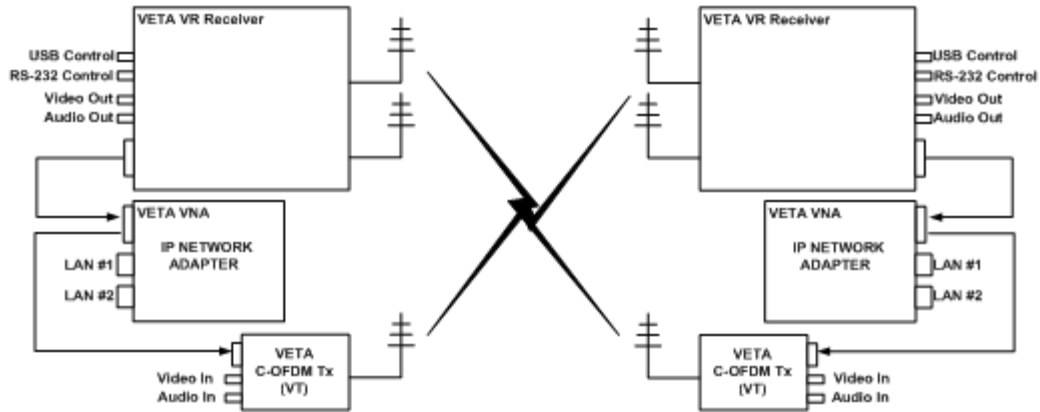 VETA VR Receiver
USB Control
RS-232 Control
Video Out
Audio Out
VETA VNA
IP NETWORK
ADAPTER
LAN #1
LAN #2
VETA
C-OFDM Tx
(VT)
Video In
Audio In
VETA VR Receiver
USB Control
RS-232 Control
Video Out
Audio Out
VETA VNA
IP NETWORK
ADAPTER
LAN #1
LAN #2
VETA
C-OFDM Tx
(VT)
Video In
Audio In